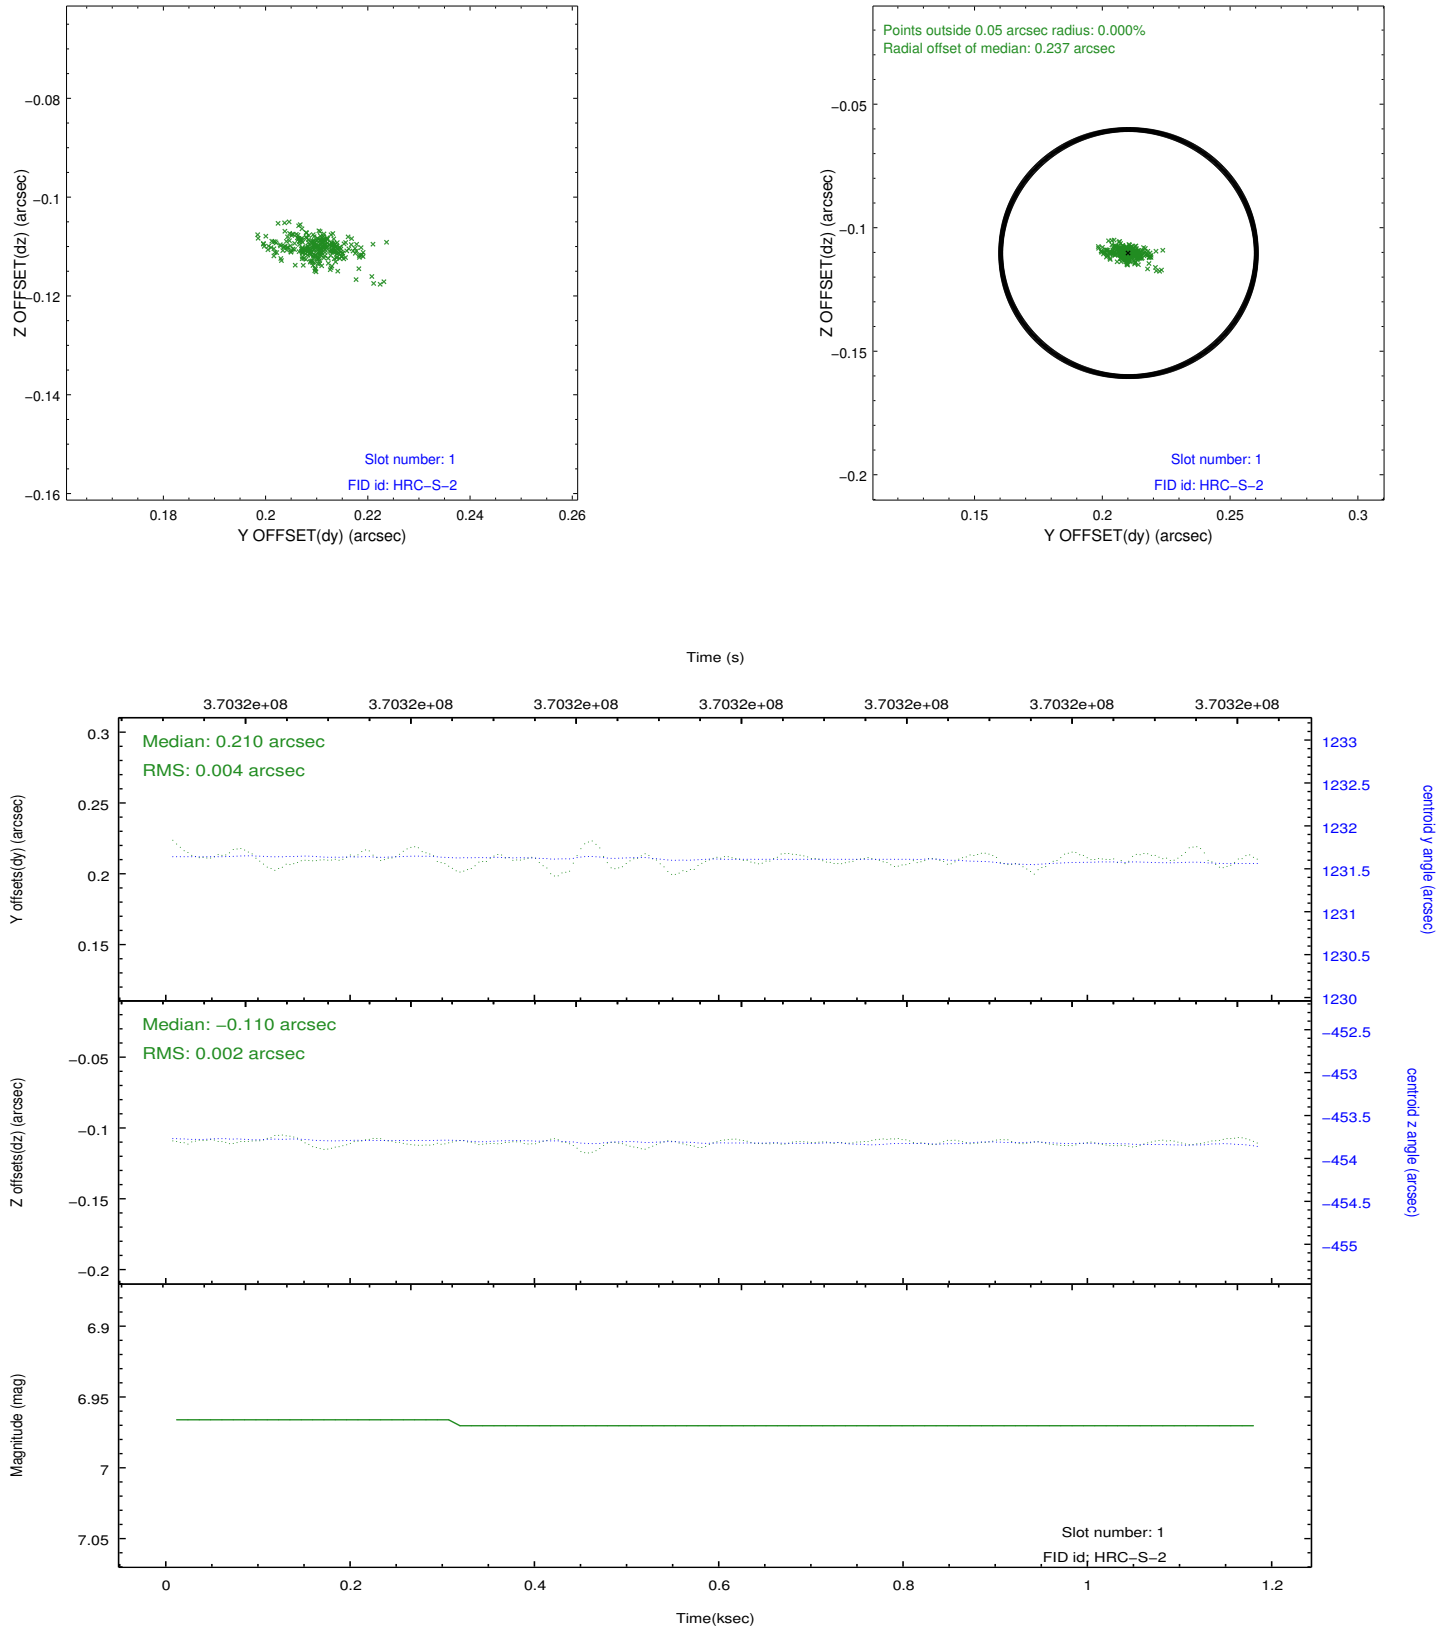 −0.08
−0.1
−0.12
−0.14
−0.16
Z OFFSET(dz) (arcsec)
Slot number: 1
FID id: HRC−S−2
0.18
0.2
0.22
0.24
0.26
Y OFFSET(dy) (arcsec)
Points outside 0.05 arcsec radius: 0.000%
Radial offset of median: 0.237 arcsec
−0.05
−0.1
−0.15
−0.2
Z OFFSET(dz) (arcsec)
Slot number: 1
FID id: HRC−S−2
0.15
0.2
0.25
0.3
Y OFFSET(dy) (arcsec)
Time (s)
3.7032e+08 3.7032e+08 3.7032e+08 3.7032e+08 3.7032e+08 3.7032e+08 3.7032e+08
Median: 0.210 arcsec
RMS: 0.004 arcsec
0.3
0.25
0.2
0.15
Y offsets(dy) (arcsec)
1233
1232.5
1232
1231.5
1231
1230.5
1230
centroid y angle (arcsec)
Median: −0.110 arcsec
RMS: 0.002 arcsec
−0.05
−0.1
−0.15
−0.2
Z offsets(dz) (arcsec)
−452.5
−453
−453.5
−454
−454.5
−455
centroid z angle (arcsec)
6.9
6.95
7
7.05
Magnitude (mag)
Slot number: 1
FID id: HRC−S−2
0
0.2
0.4
0.6
0.8
1
1.2
Time(ksec)